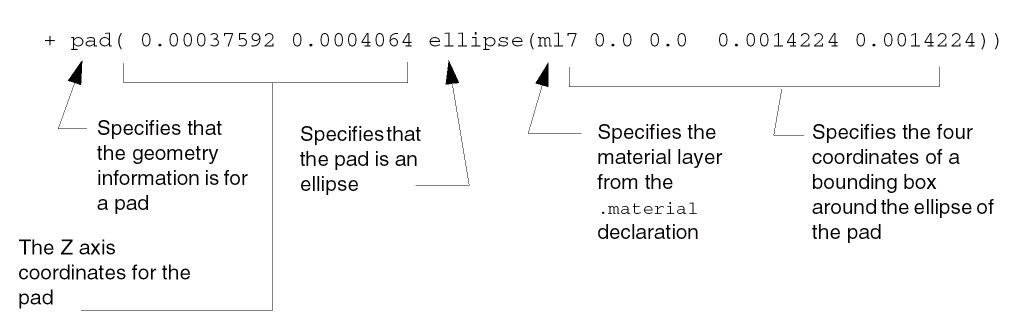 + pad( 0.00037592 0.0004064 ellipse(ml7 0.0 0.0 0.0014224 0.0014224))
Specifies that
the geometry
information is for
a pad
Specifies that
the pad is an
ellipse
Specifies the
material layer
from the
.material
declaration
Specifies the four
coordinates of a
bounding box
around the ellipse of
the pad
The Z axis
coordinates for the
pad